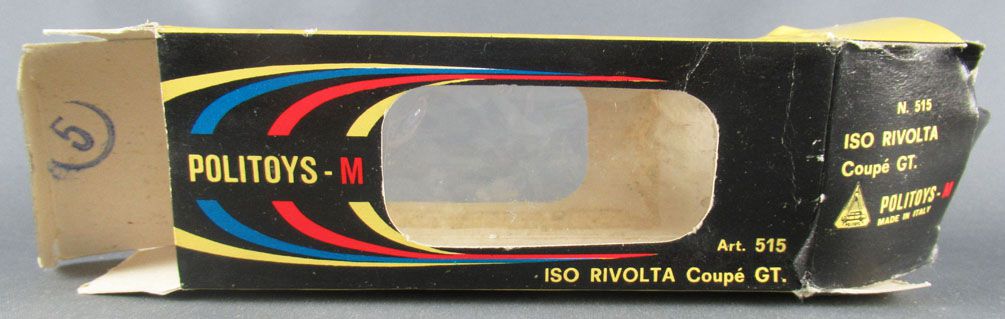 5
POLITOYS - M
Art. 515
ISO RIVOLTA Coupé GT.
N. 515
ISO RIVOLTA
Coupé GT.
POLITOYS-M
MADE IN ITALY